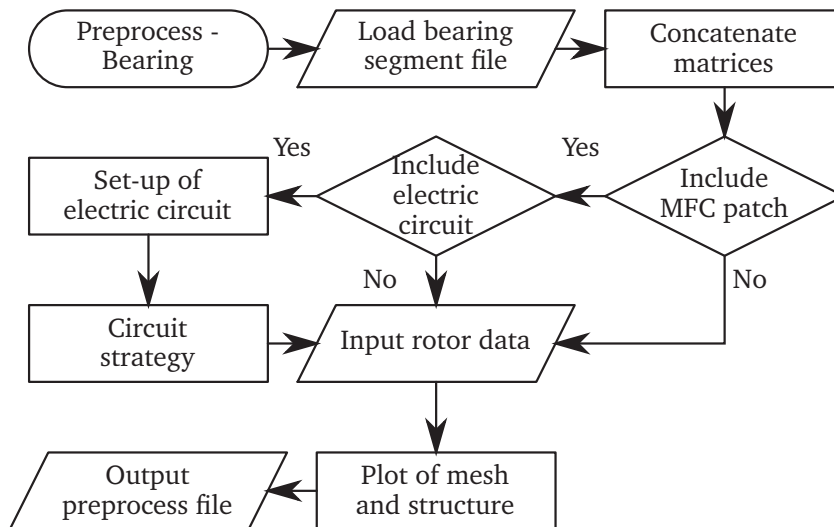 Preprocess -
Bearing
Load bearing
segment file
Concatenate
matrices
Include
MFC patch
Yes
No
Include
electric
circuit
Yes
No
Set-up of
electric circuit
Circuit
strategy
Input rotor data
Plot of mesh
and structure
Output
preprocess file